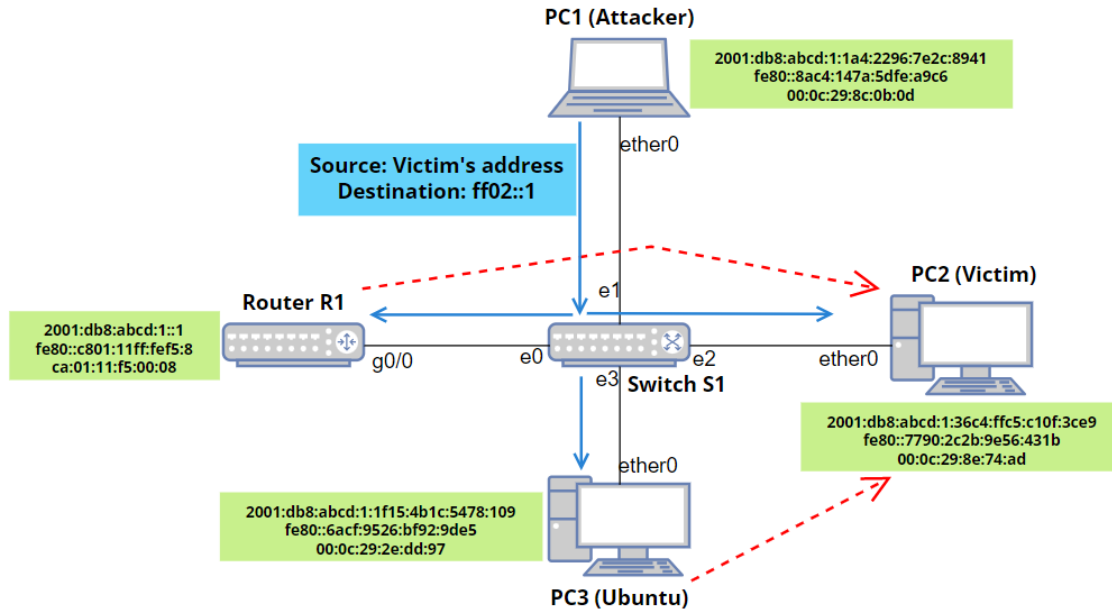 PC1 (Attacker)
2001:db8:abcd:1:1a4:2296:7e2c:8941
fe80::8ac4:147a:5dfe:a9c6
00:0c:29:8c:0b:0d
ether0
Source: Victim's address
Destination: ff02::1
PC2 (Victim)
e1
Router R1
2001:db8:abcd:1::1
fe80::c801:11ff:fef5:8
ca:01:11:f5:00:08
g0/0
e0
e2
ether0
e3
Switch S1
2001:db8:abcd:1:36c4:ffc5:c10f:3ce9
fe80::7790:2c2b:9e56:431b
00:0c:29:8e:74:ad
ether0
2001:db8:abcd:1:1f15:4b1c:5478:109
fe80::6acf:9526:bf92:9de5
00:0c:29:2e:dd:97
PC3 (Ubuntu)